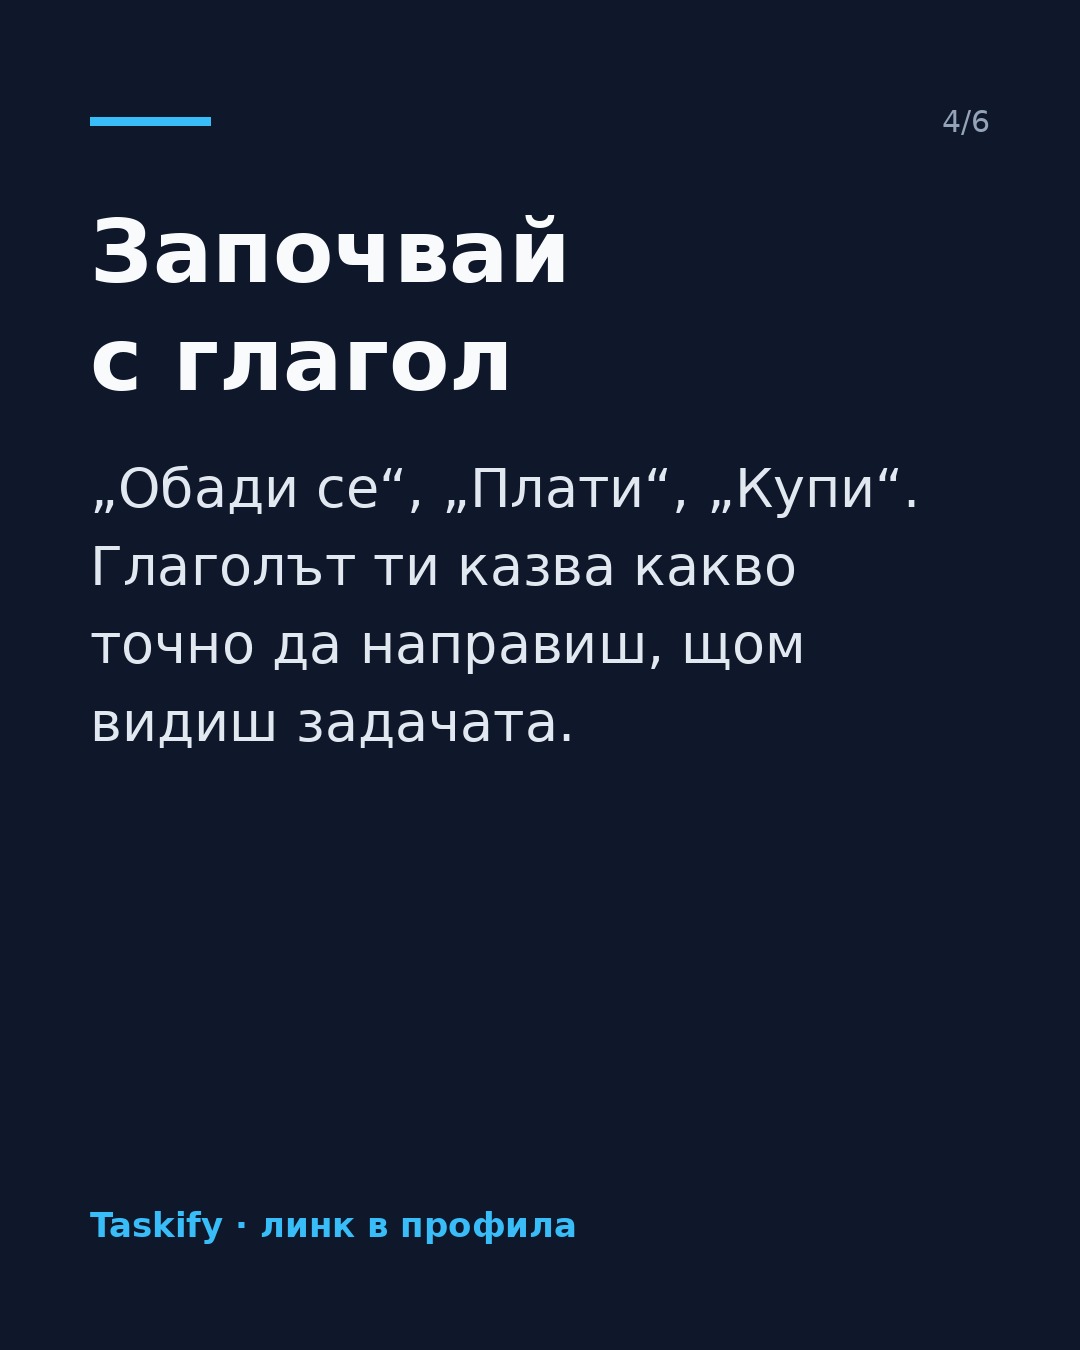 4/6
Започвай
с глагол
„Обади се“, „Плати“, „Купи“.
Глаголът ти казва какво
точно да направиш, щом
видиш задачата.
Taskify · линк в профила